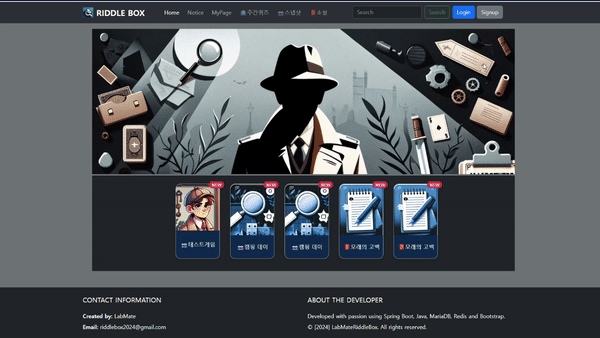 RIDDLE BOX
Home Notice MyPage 주간퀴즈 스냅샷 소설
Search Search Login Signup
NEW NEW NEW NEW NEW
테스트게임 캠핑 데이 캠핑 데이 모래의 고백 모래의 고백
CONTACT INFORMATION
Created by: LabMate
Email: riddlebox2024@gmail.com
ABOUT THE DEVELOPER
Developed with passion using Spring Boot, Java, MariaDB, Redis and Bootstrap.
© [2024] LabMateRiddleBox. All rights reserved.